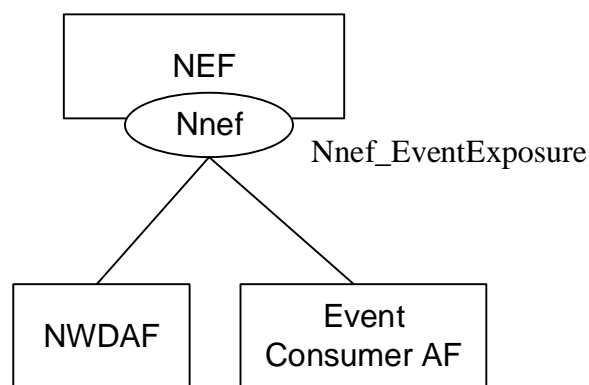 NEF
Nnef
Nnef_EventExposure
NWDAF
Event
Consumer AF